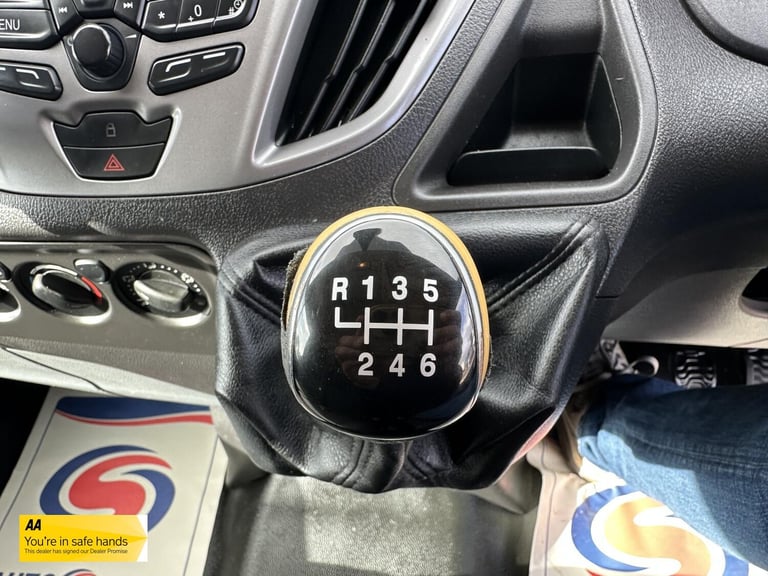 MENU
*
0
+
R 1 3 5
2 4 6
AA
You're in safe hands
This dealer has signed our Dealer Promise